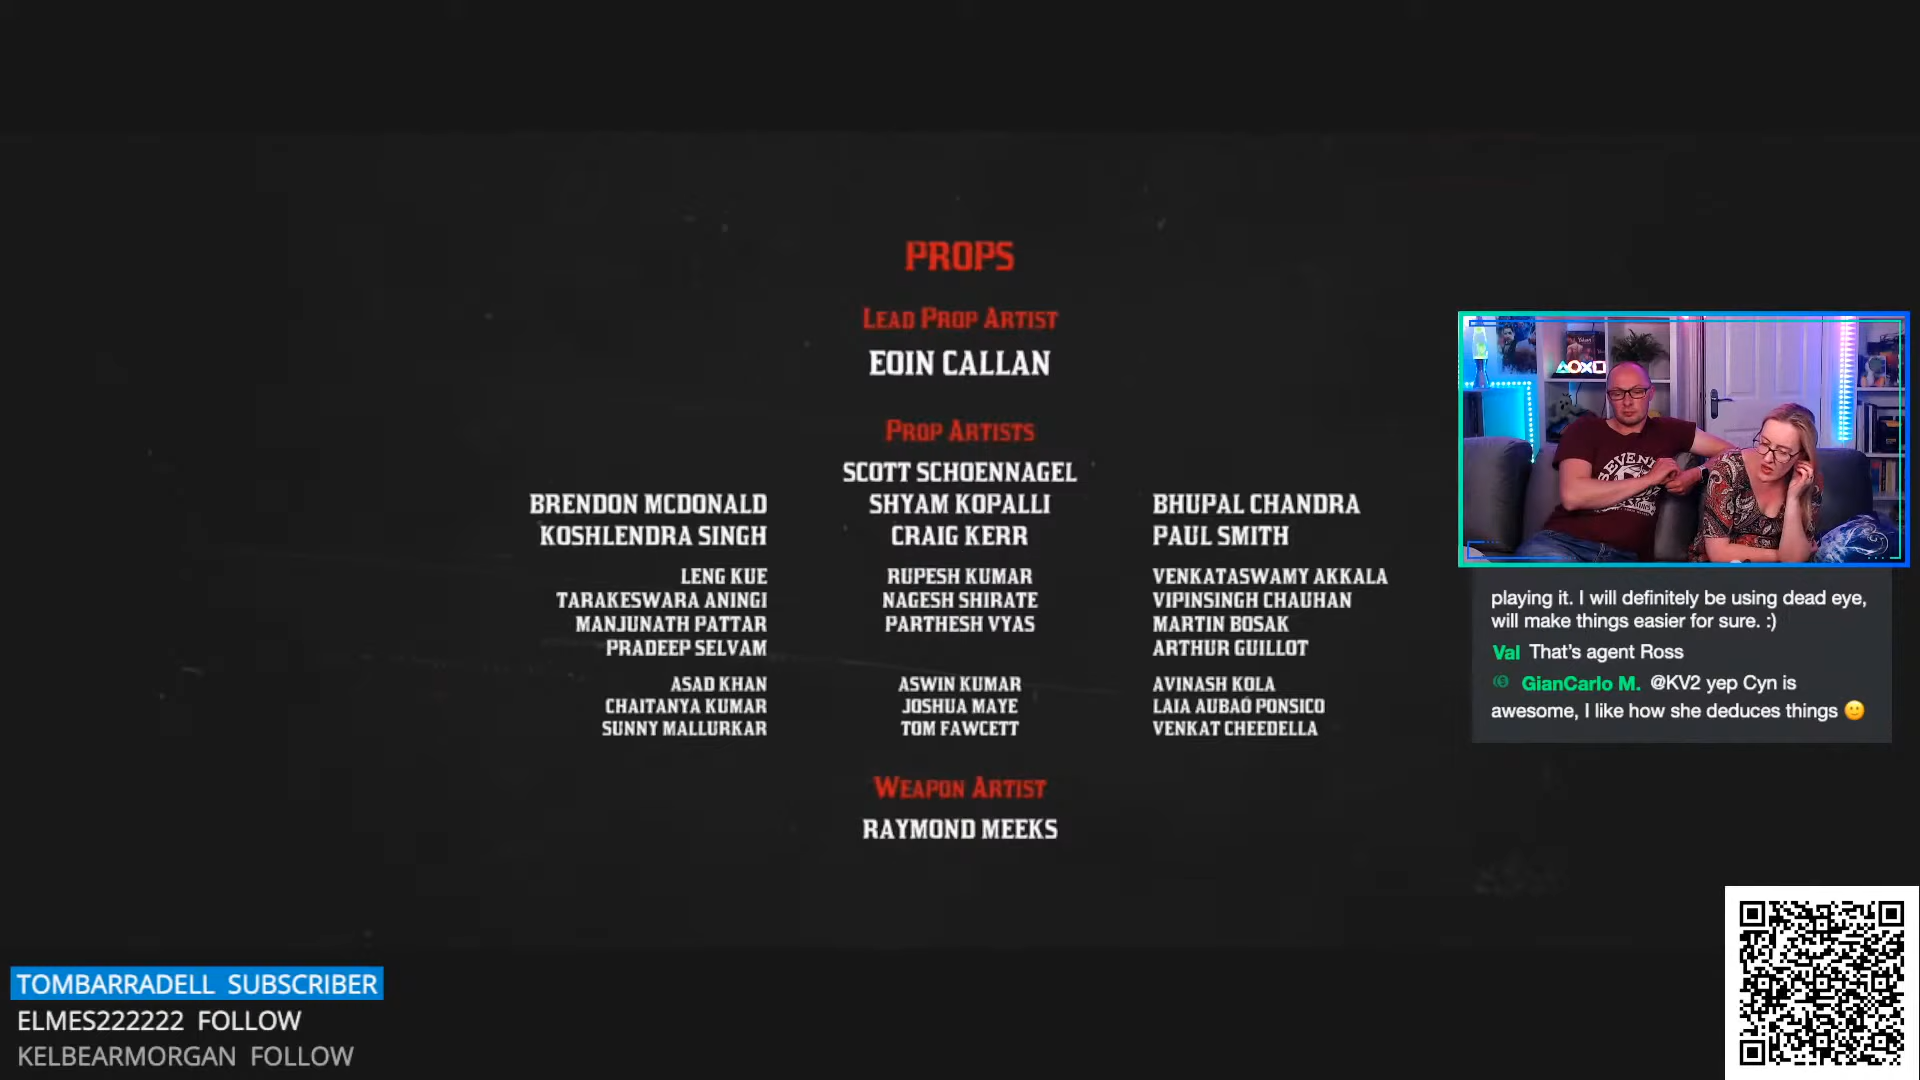 PROPS
LEAD PROP ARTIST
EOIN CALLAN
PROP ARTISTS
SCOTT SCHOENNAGEL
BRENDON MCDONALD SHYAM KOPALLI BHUPAL CHANDRA
KOSHLENDRA SINGH CRAIG KERR PAUL SMITH
LENG KUE RUPESH KUMAR VENKATASWAMY AKKALA
TARAKESWARA ANINGI NAGESH SHIRATE VIPINSINGH CHAUHAN
MANJUNATH PATTAR PARTHESH VYAS MARTIN BOSAK
PRADEEP SELVAM ARTHUR GUILLOT
ASAD KHAN ASWIN KUMAR AVINASH KOLA
CHAITANYA KUMAR JOSHUA MAYE LAIA AUBAO PONSICO
SUNNY MALLURKAR TOM FAWCETT VENKAT CHEEDELLA
WEAPON ARTIST
RAYMOND MEEKS
SEVENT
playing it. I will definitely be using dead eye,
will make things easier for sure. :)
Val That's agent Ross
GianCarlo M. @KV2 yep Cyn is
awesome, I like how she deduces things 🙂
TOMBARRADELL SUBSCRIBER
ELMES222222 FOLLOW
KELBEARMORGAN FOLLOW